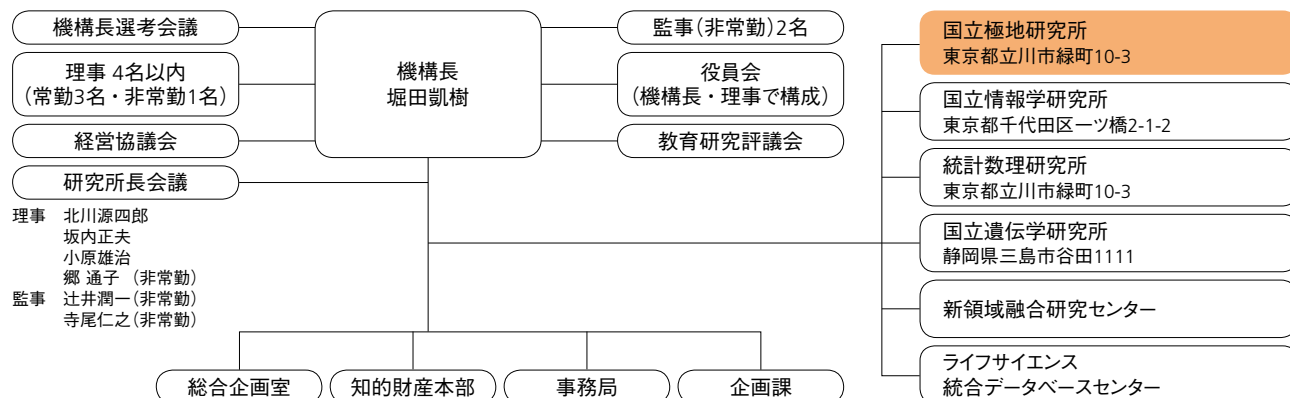 機構長選考会議
理事 4名以内
(常勤3名・非常勤1名)
経営協議会
研究所長会議
機構長
堀田凱樹
監事(非常勤)2名
役員会
(機構長・理事で構成)
教育研究評議会
理事 北川源四郎
坂内正夫
小原雄治
郷 通子 (非常勤)
監事 辻井潤一(非常勤)
寺尾仁之(非常勤)
総合企画室
知的財産本部
事務局
企画課
国立極地研究所
東京都立川市緑町10-3
国立情報学研究所
東京都千代田区一ツ橋2-1-2
統計数理研究所
東京都立川市緑町10-3
国立遺伝学研究所
静岡県三島市谷田1111
新領域融合研究センター
ライフサイエンス
統合データベースセンター